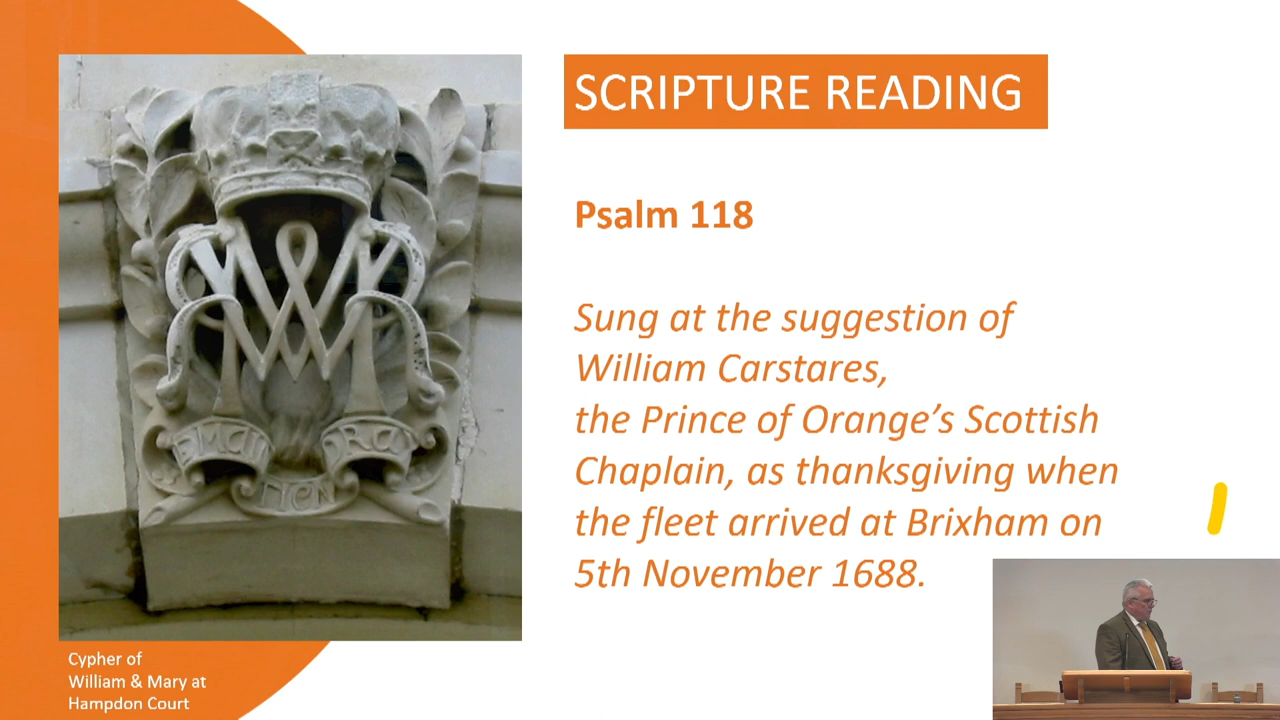 SCRIPTURE READING
Psalm 118
Sung at the suggestion of
William Carstares,
the Prince of Orange’s Scottish
Chaplain, as thanksgiving when
the fleet arrived at Brixham on
5th November 1688.
Cypher of
William & Mary at
Hampdon Court